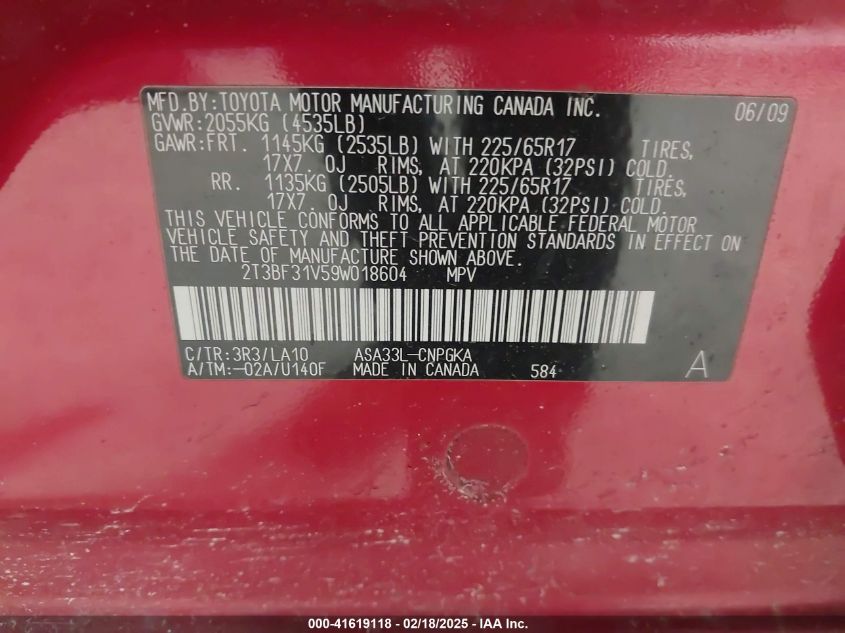 MFD.BY:TOYOTA MOTOR MANUFACTURING CANADA INC. 06/09
GVWR:2055KG (4535LB)
GAWR:FRT. 1145KG (2535LB) WITH 225/65R17 TIRES,
17X7.0J RIMS, AT 220KPA (32PSI) COLD.
RR. 1135KG (2505LB) WITH 225/65R17 TIRES,
17X7.0J RIMS, AT 220KPA (32PSI) COLD.
THIS VEHICLE CONFORMS TO ALL APPLICABLE FEDERAL MOTOR
VEHICLE SAFETY AND THEFT PREVENTION STANDARDS IN EFFECT ON
THE DATE OF MANUFACTURE SHOWN ABOVE.
2T3BF31V59W018604 MPV
C/TR:3R3/LA10 ASA33L-CNPGKA
A/TM:-02A/U140F MADE IN CANADA 584 A
000-41619118 - 02/18/2025 - IAA Inc.